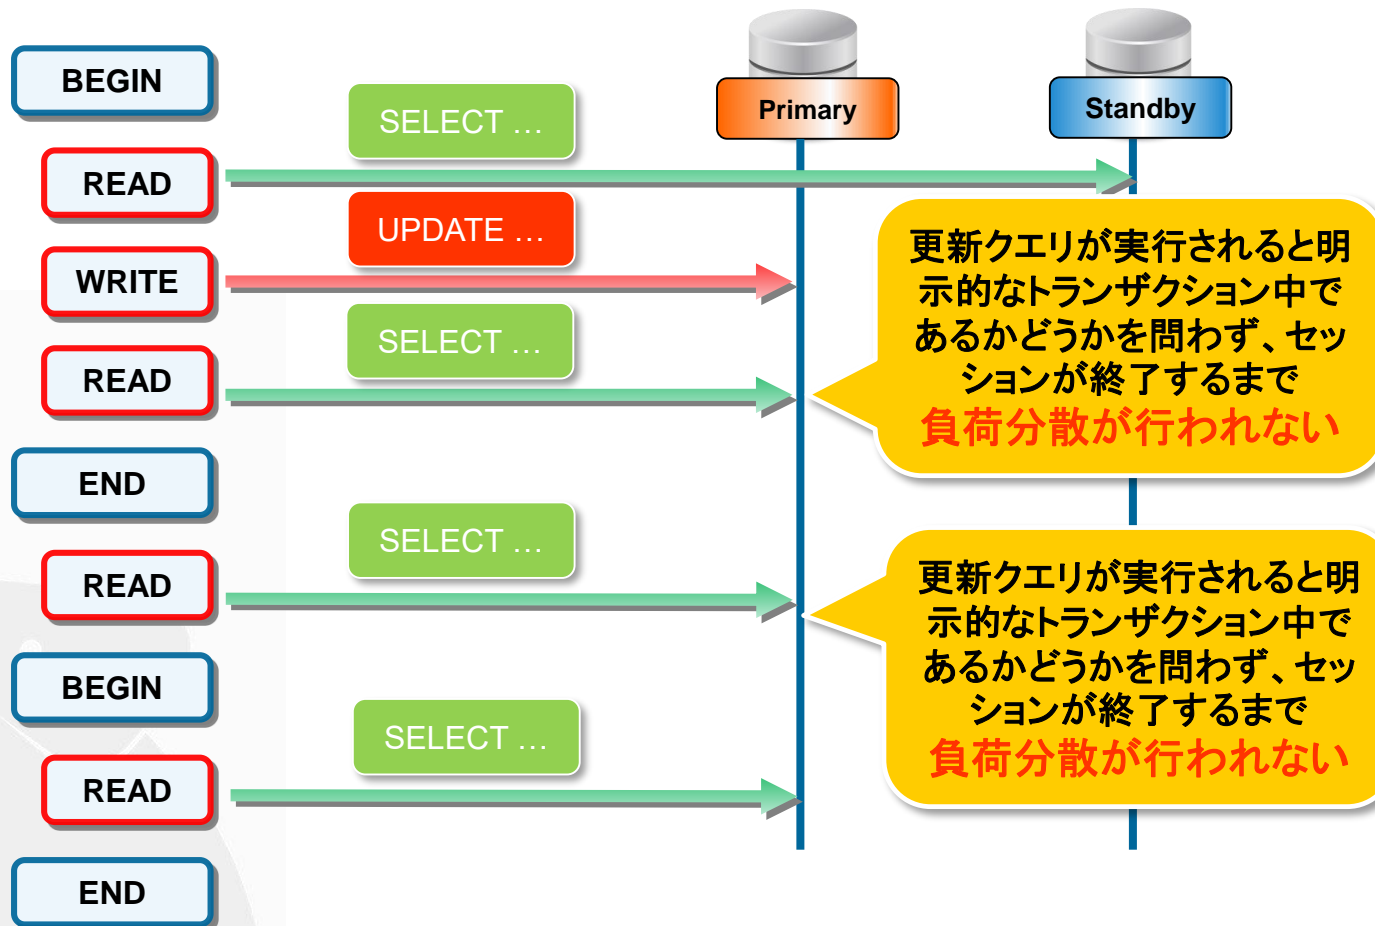 Primary
Standby
BEGIN
SELECT …
READ
UPDATE …
WRITE
SELECT …
READ
更新クエリが実行されると明
示的なトランザクション中で
あるかどうかを問わず、セッ
ションが終了するまで
負荷分散が行われない
END
SELECT …
READ
更新クエリが実行されると明
示的なトランザクション中で
あるかどうかを問わず、セッ
ションが終了するまで
負荷分散が行われない
BEGIN
SELECT …
READ
END